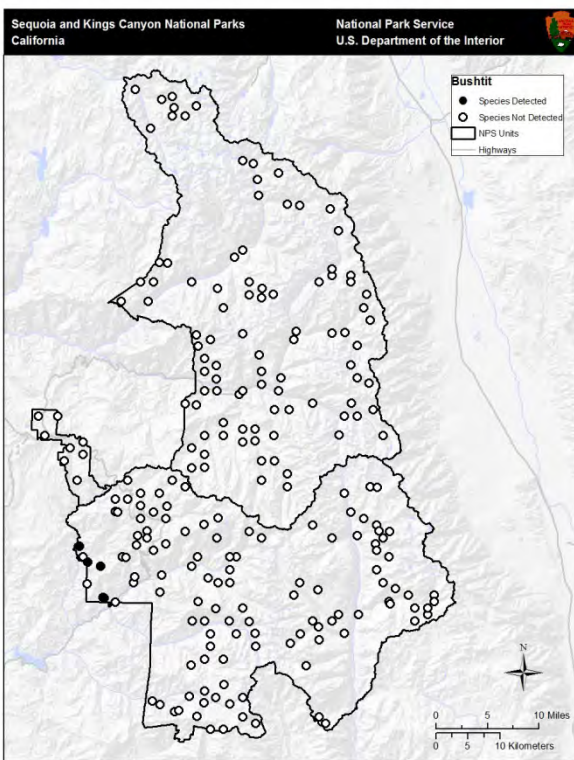 Sequoia and Kings Canyon National Parks
California
National Park Service
U.S. Department of the Interior
Bushtit
Species Detected
Species Not Detected
NPS Units
Highways
N
0 5 10 Miles
0 5 10 Kilometers